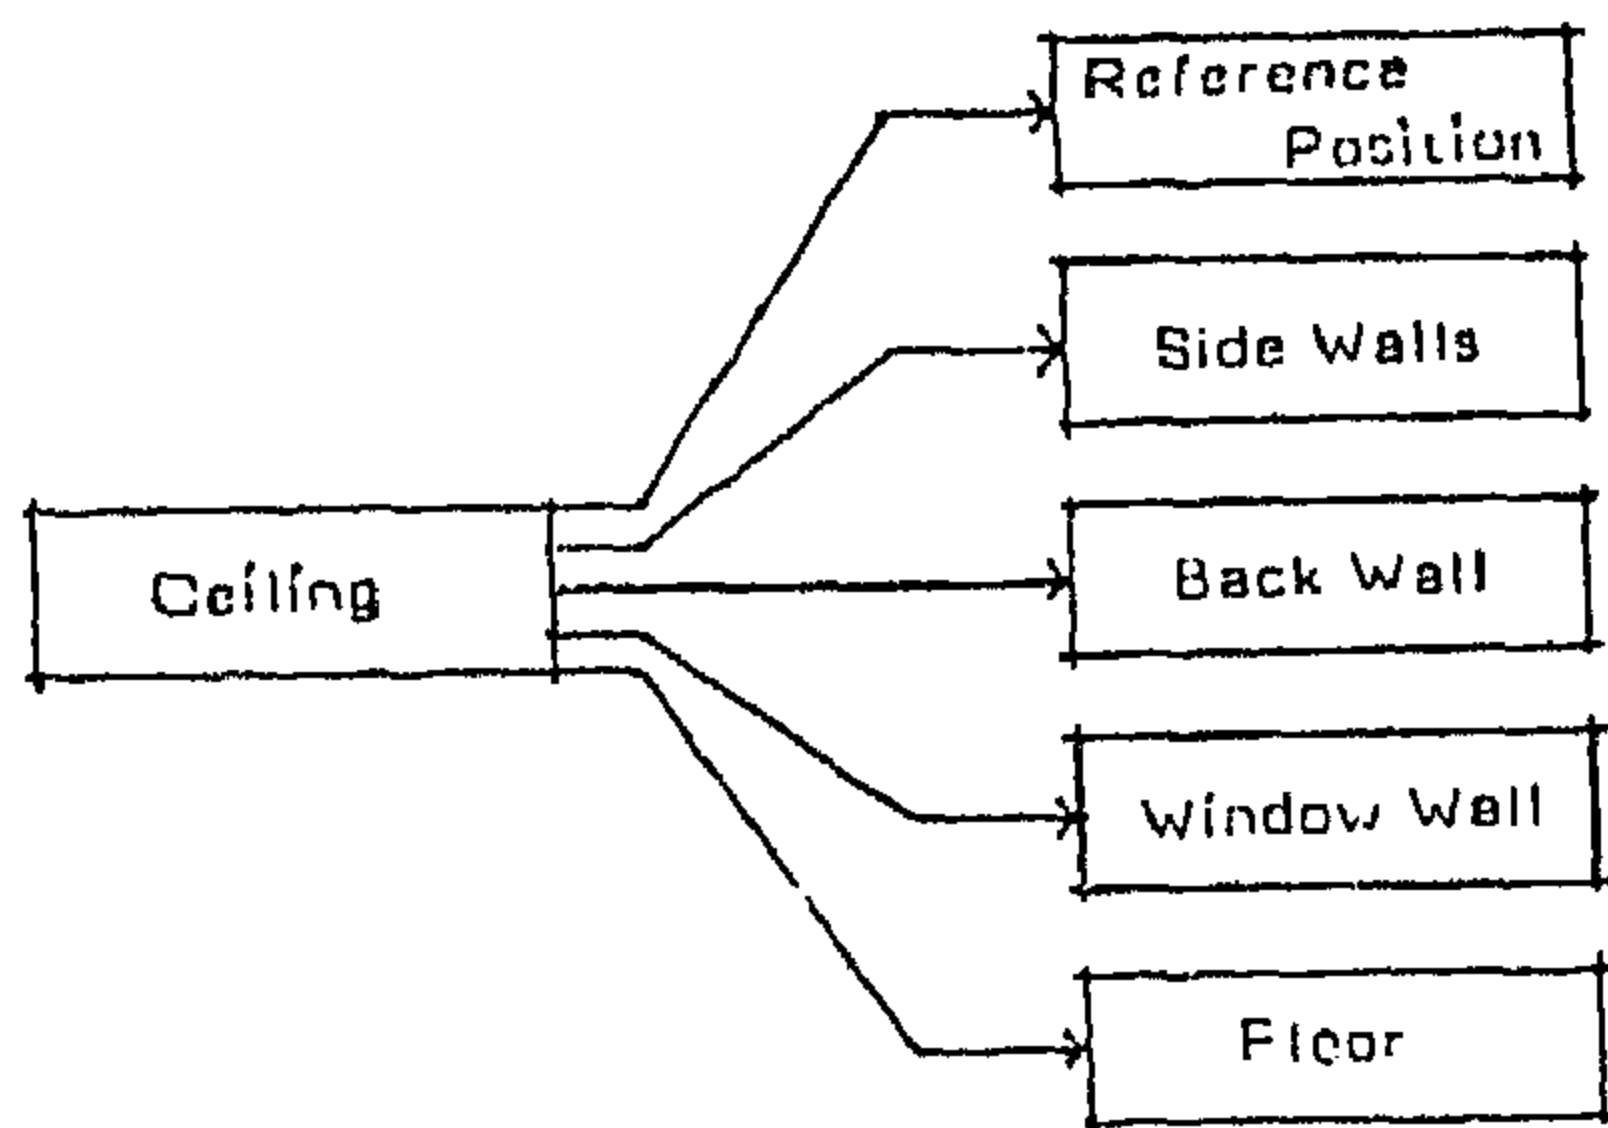 Reference
Position
Side Walls
Ceiling
Back Wall
Window Wall
Floor